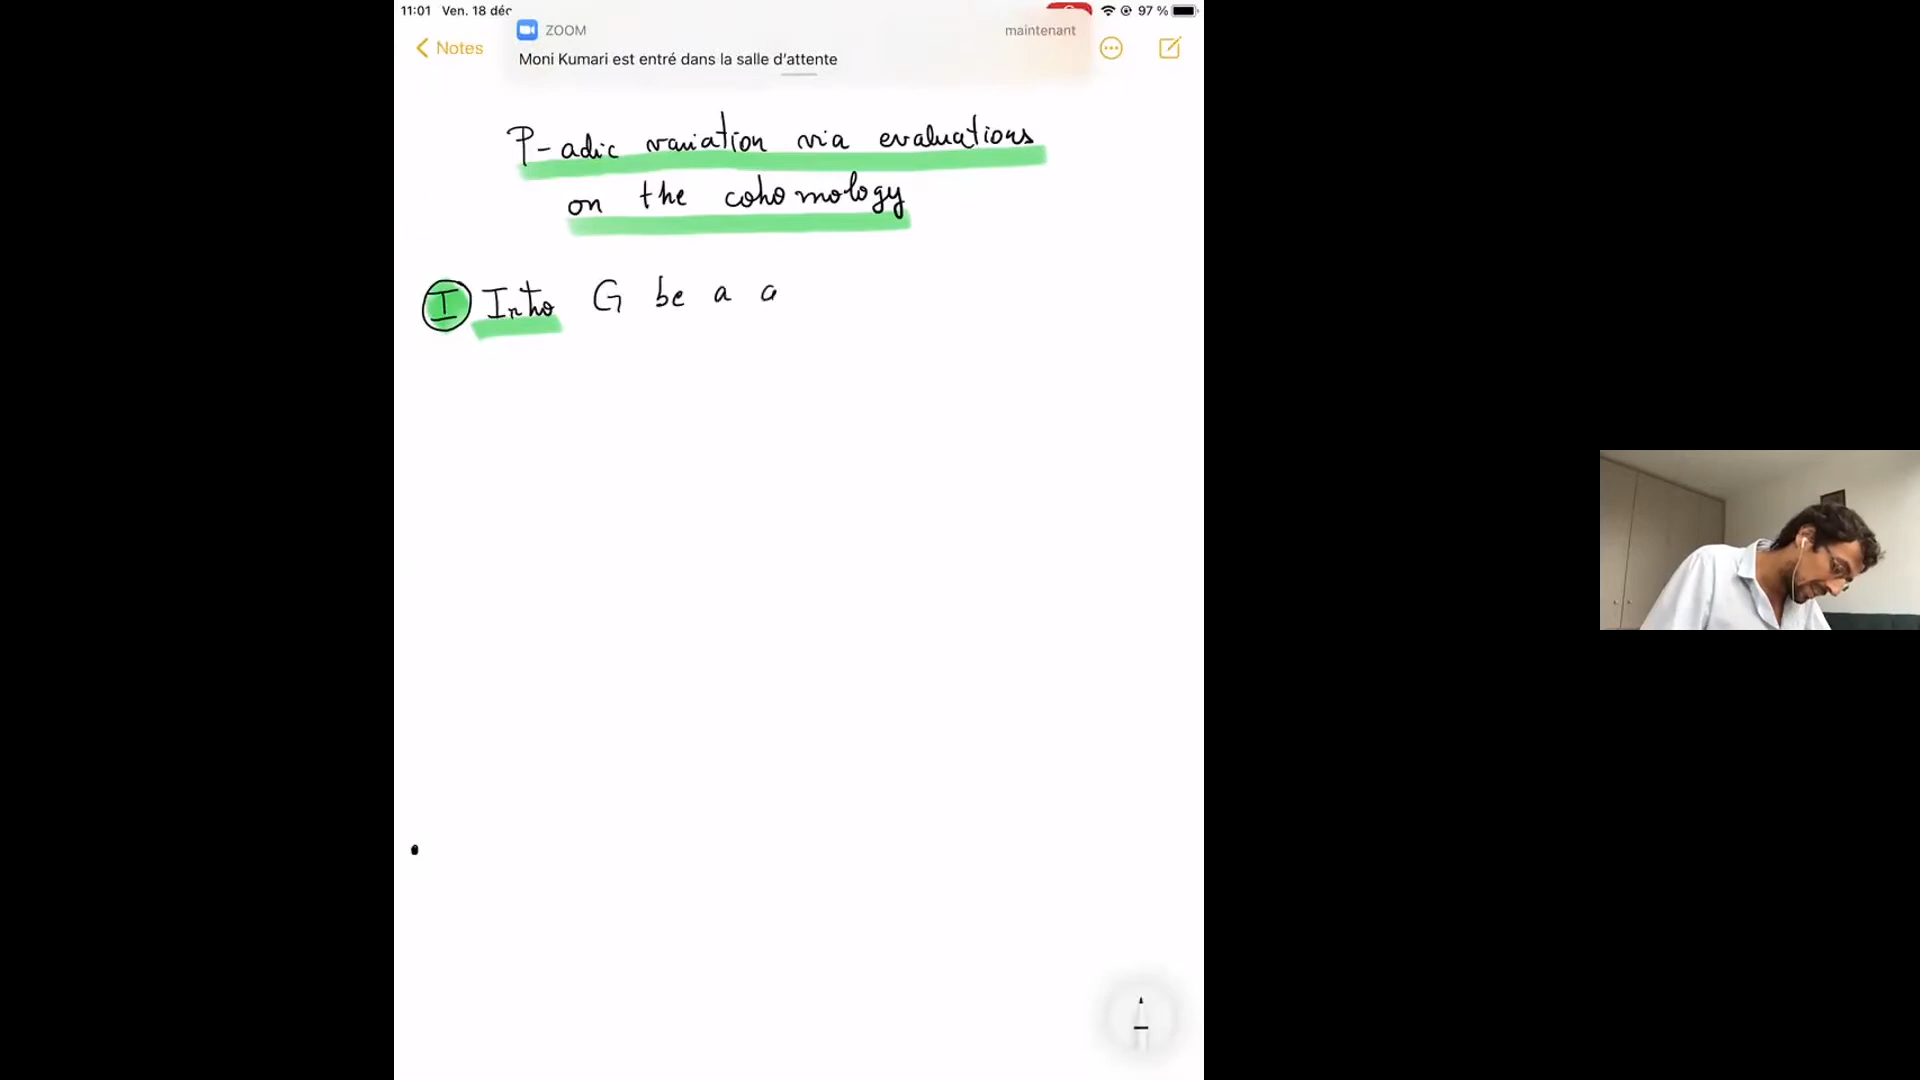 11:01 Ven. 18 déc
97 %
ZOOM maintenant
Notes
Moni Kumari est entré dans la salle d'attente
P-adic variation via evaluations
on the cohomology
I Intro G be a a